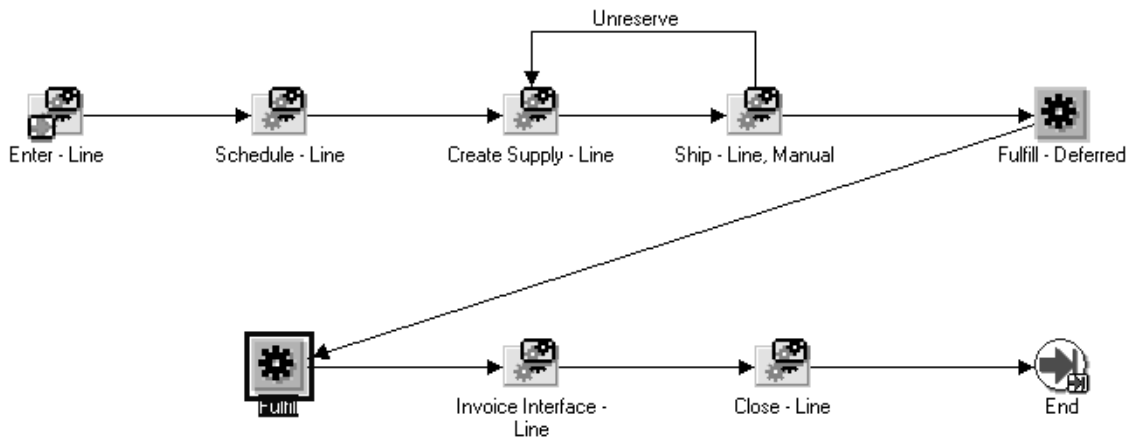 Unreserve
Enter - Line
Schedule - Line
Create Supply - Line
Ship - Line, Manual
Fulfill - Deferred
Fulfill
Invoice Interface -
Line
Close - Line
End